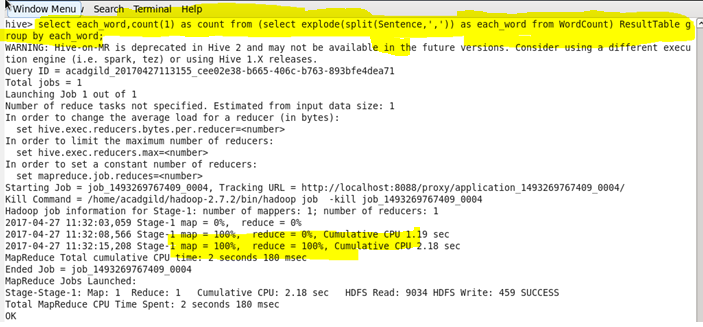 Window Menu Search Terminal Help
hive> select each_word,count(1) as count from (select explode(split(Sentence,',')) as each_word from WordCount) ResultTable g
roup by each_word;
WARNING: Hive-on-MR is deprecated in Hive 2 and may not be available in the future versions. Consider using a different execu
tion engine (i.e. spark, tez) or using Hive 1.X releases.
Query ID = acadgild_20170427113155_cee02e38-b665-406c-b763-893bfe4dea71
Total jobs = 1
Launching Job 1 out of 1
Number of reduce tasks not specified. Estimated from input data size: 1
In order to change the average load for a reducer (in bytes):
  set hive.exec.reducers.bytes.per.reducer=<number>
In order to limit the maximum number of reducers:
  set hive.exec.reducers.max=<number>
In order to set a constant number of reducers:
  set mapreduce.job.reduces=<number>
Starting Job = job_1493269767409_0004, Tracking URL = http://localhost:8088/proxy/application_1493269767409_0004/
Kill Command = /home/acadgild/hadoop-2.7.2/bin/hadoop job  -kill job_1493269767409_0004
Hadoop job information for Stage-1: number of mappers: 1; number of reducers: 1
2017-04-27 11:32:03,059 Stage-1 map = 0%,  reduce = 0%
2017-04-27 11:32:08,566 Stage-1 map = 100%,  reduce = 0%, Cumulative CPU 1.19 sec
2017-04-27 11:32:15,208 Stage-1 map = 100%,  reduce = 100%, Cumulative CPU 2.18 sec
MapReduce Total cumulative CPU time: 2 seconds 180 msec
Ended Job = job_1493269767409_0004
MapReduce Jobs Launched:
Stage-Stage-1: Map: 1  Reduce: 1   Cumulative CPU: 2.18 sec   HDFS Read: 9034 HDFS Write: 459 SUCCESS
Total MapReduce CPU Time Spent: 2 seconds 180 msec
OK